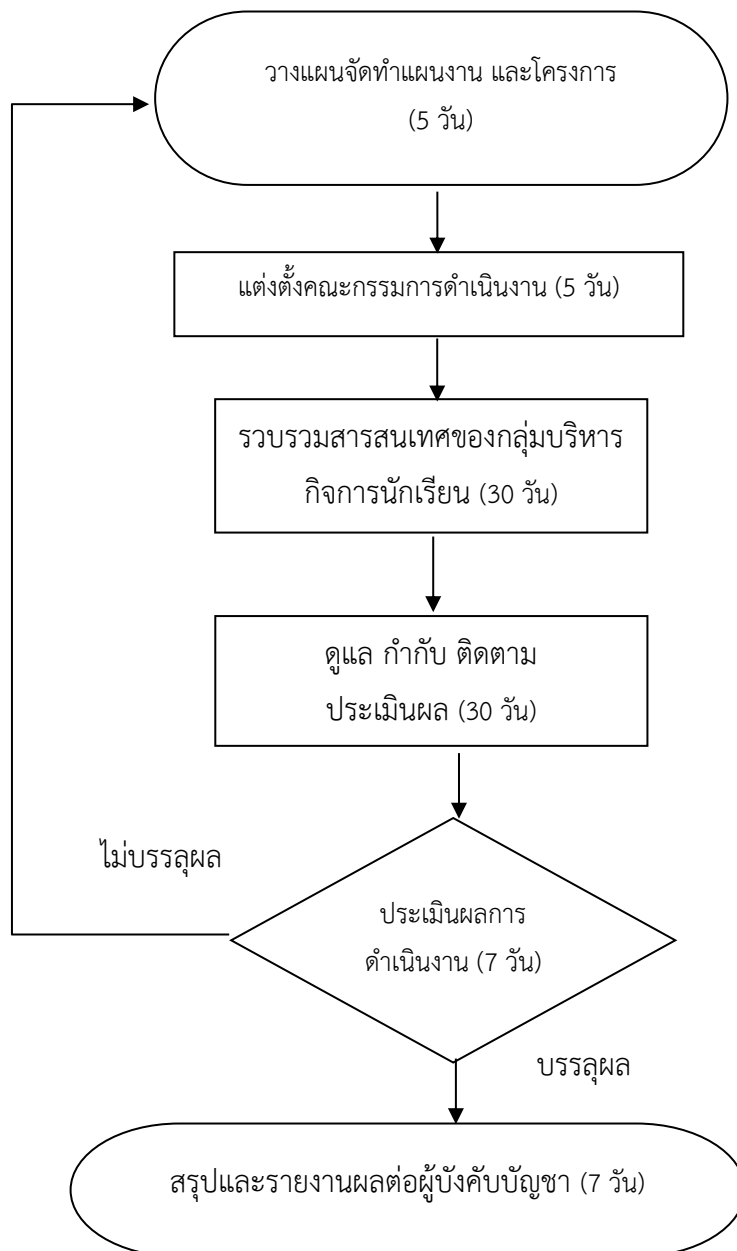 วางแผนจัดทำแผนงาน และโครงการ
(5 วัน)
แต่งตั้งคณะกรรมการดำเนินงาน (5 วัน)
รวบรวมสารสนเทศของกลุ่มบริหาร
กิจการนักเรียน (30 วัน)
ดูแล กำกับ ติดตาม
ประเมินผล (30 วัน)
ไม่บรรลุผล
ประเมินผลการ
ดำเนินงาน (7 วัน)
บรรลุผล
สรุปและรายงานผลต่อผู้บังคับบัญชา (7 วัน)